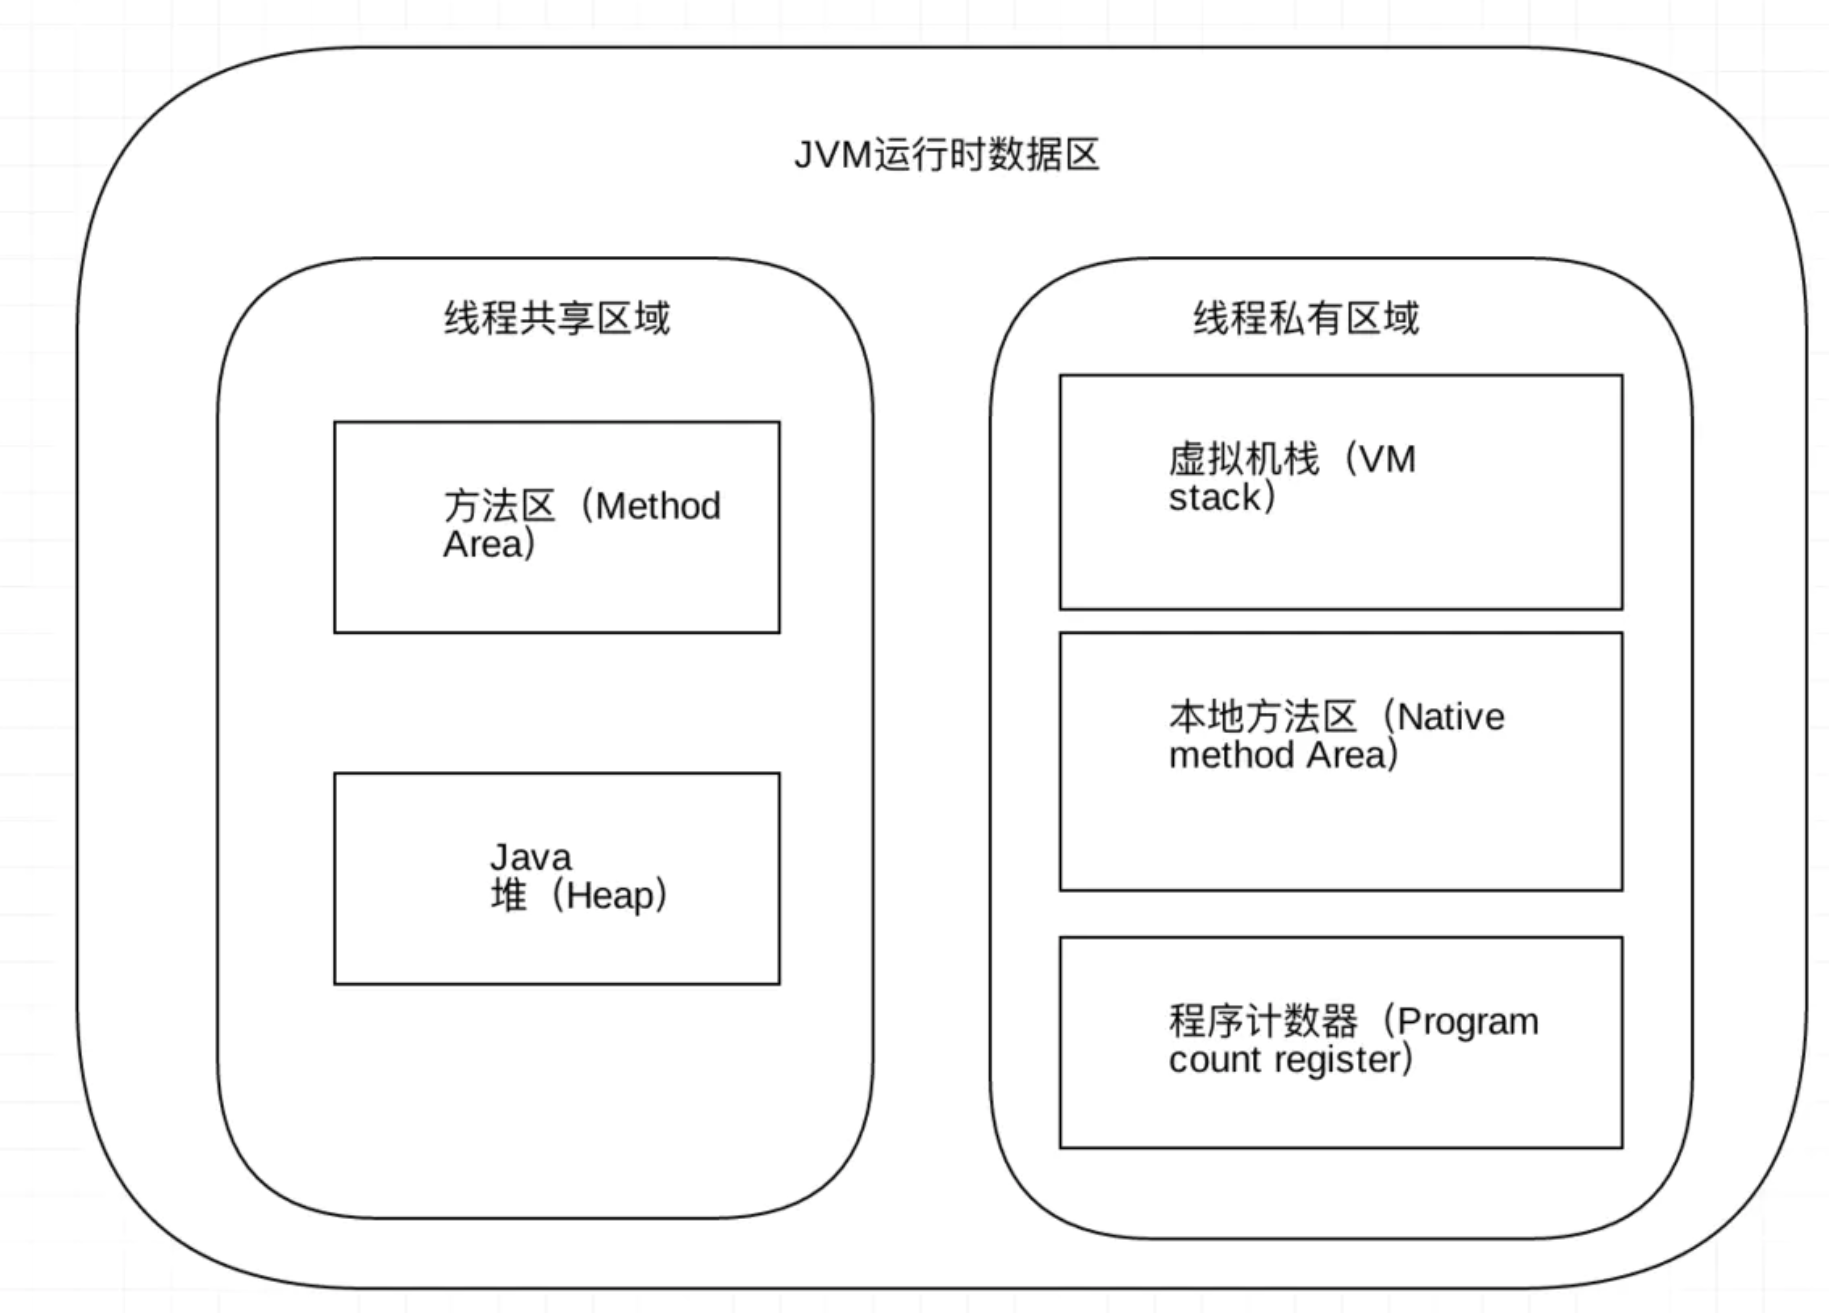 JVM运行时数据区
线程共享区域
方法区（Method
Area）
Java
堆（Heap）
线程私有区域
虚拟机栈（VM
stack）
本地方法区（Native
method Area）
程序计数器（Program
count register）